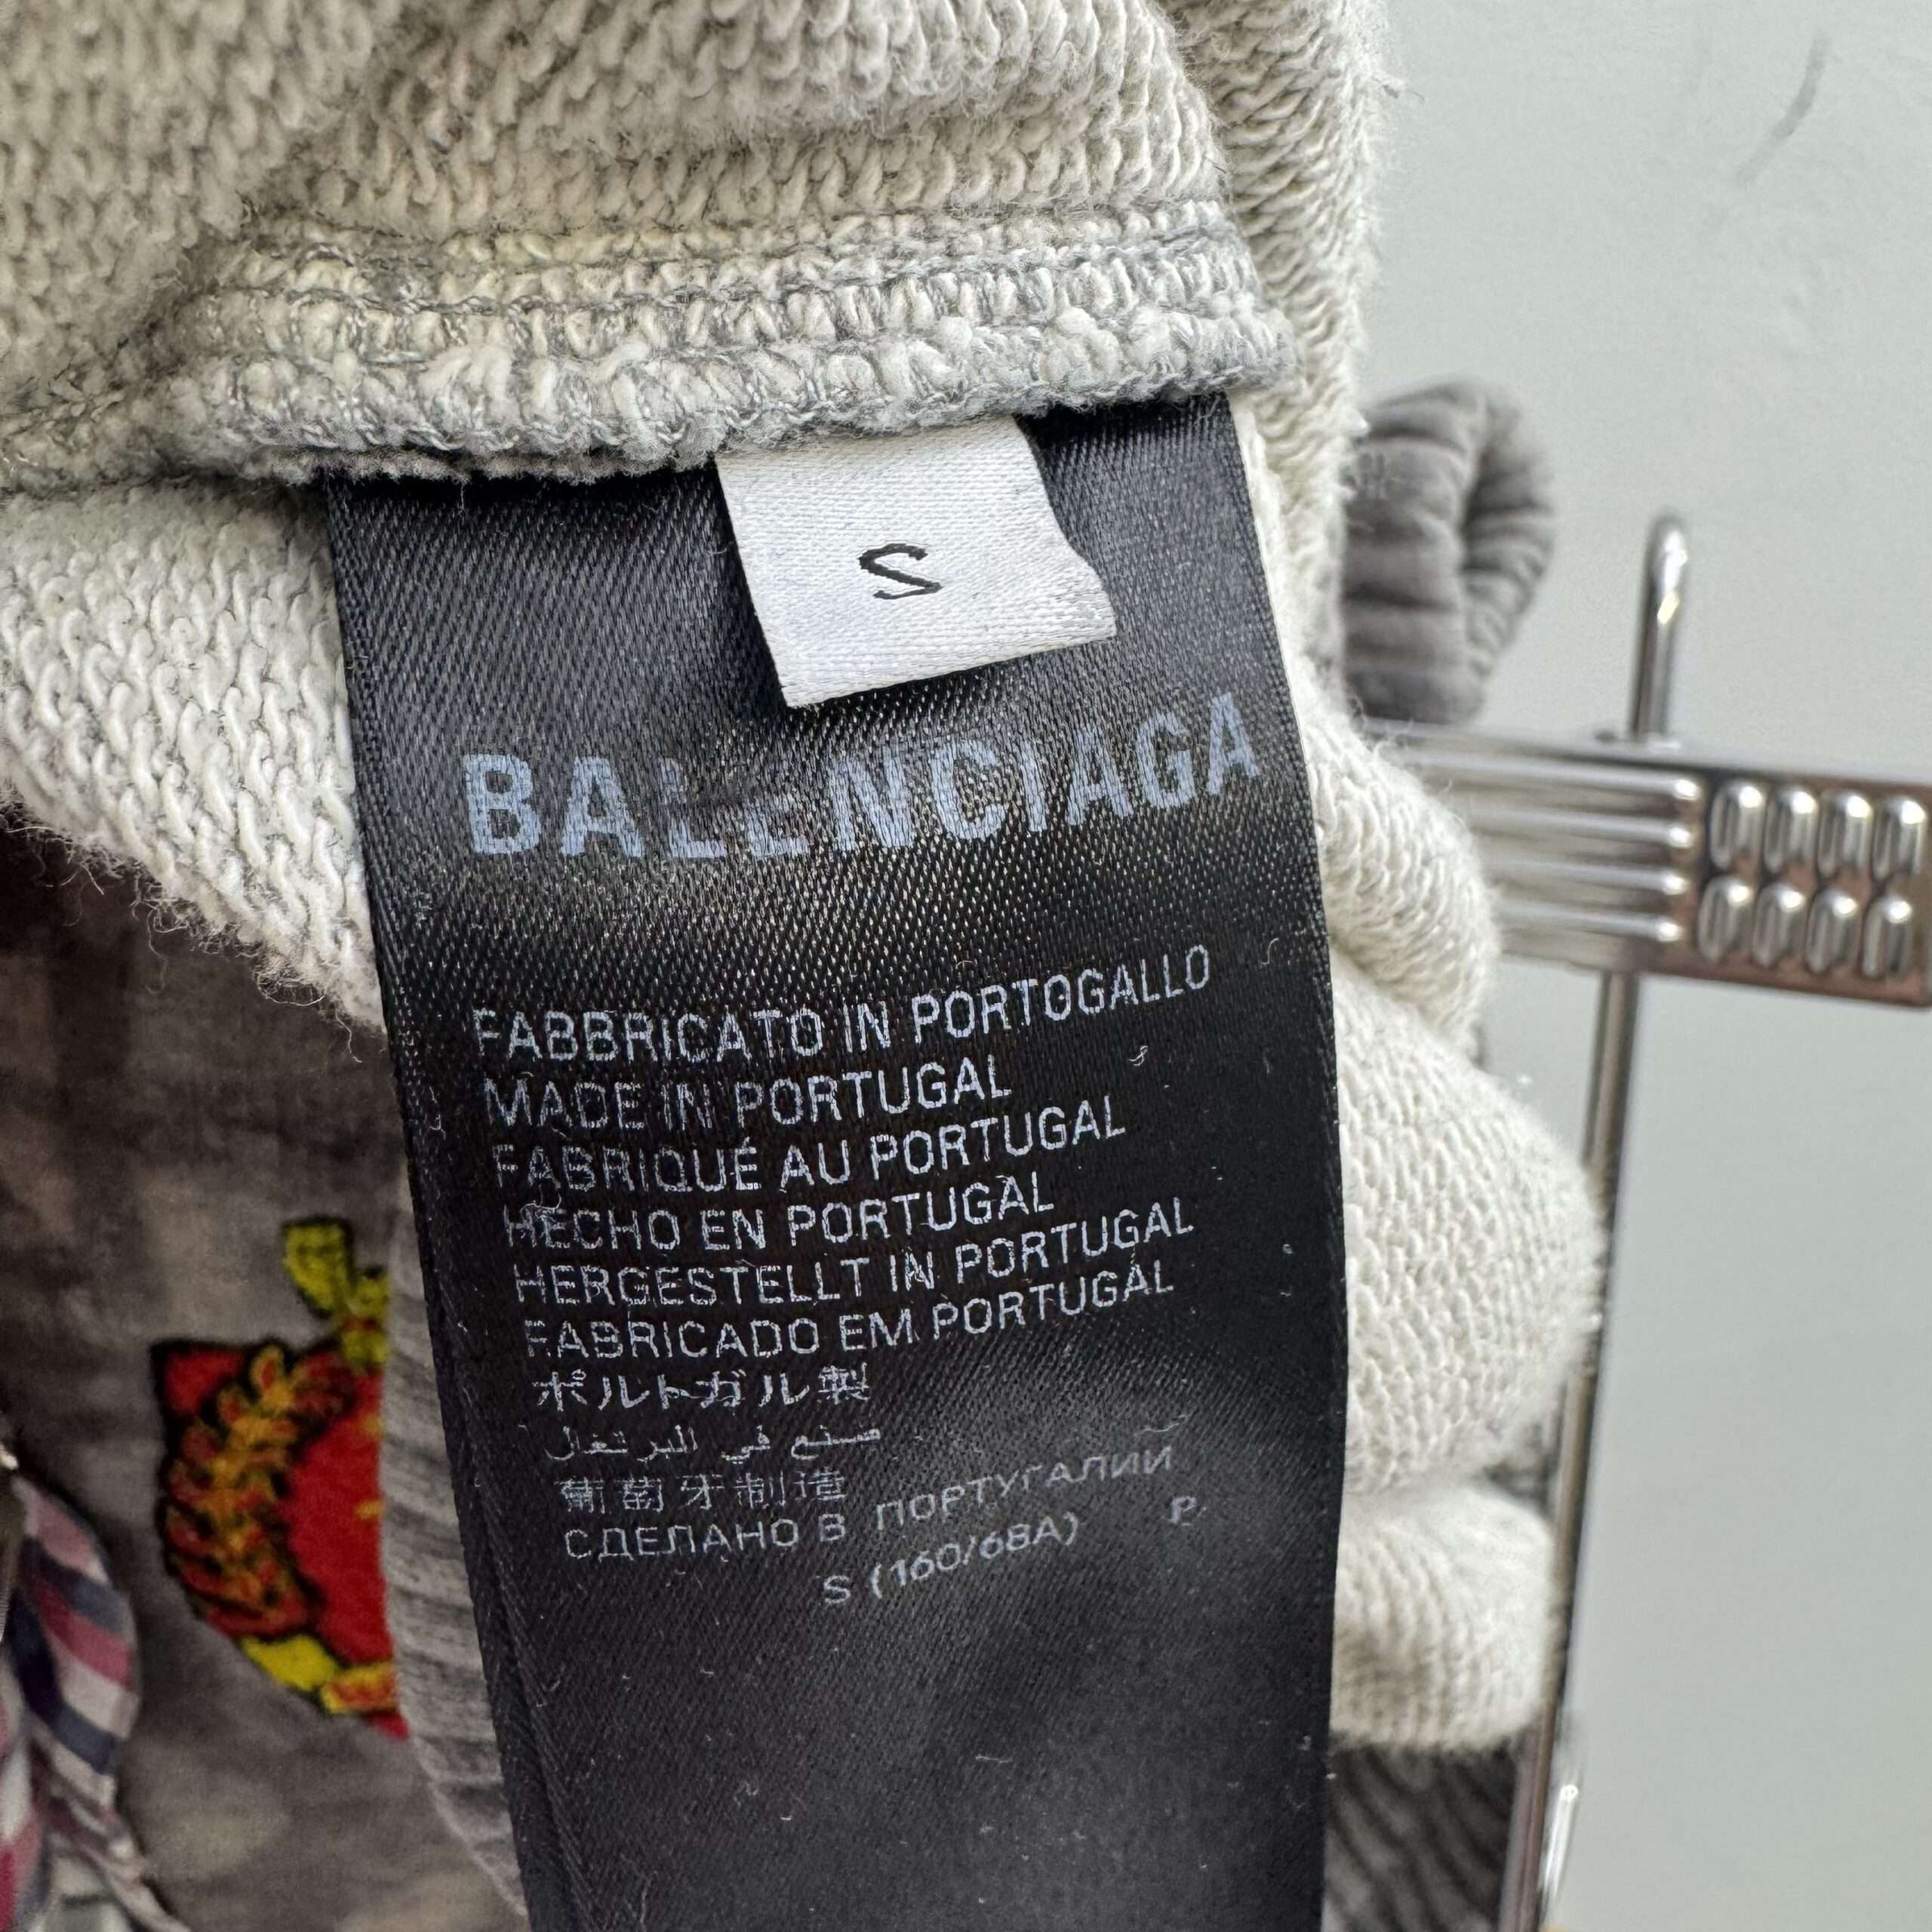 S
BALENCIAGA
FABBRICATO IN PORTOGALLO
MADE IN PORTUGAL
FABRIQUÉ AU PORTUGAL
HECHO EN PORTUGAL
HERGESTELLT IN PORTUGAL
FABRICADO EM PORTUGAL
ポルトガル製
صنع في البرتغال
葡萄牙制造
СДЕЛАНО В ПОРТУГАЛИИ
S (160/68A) P